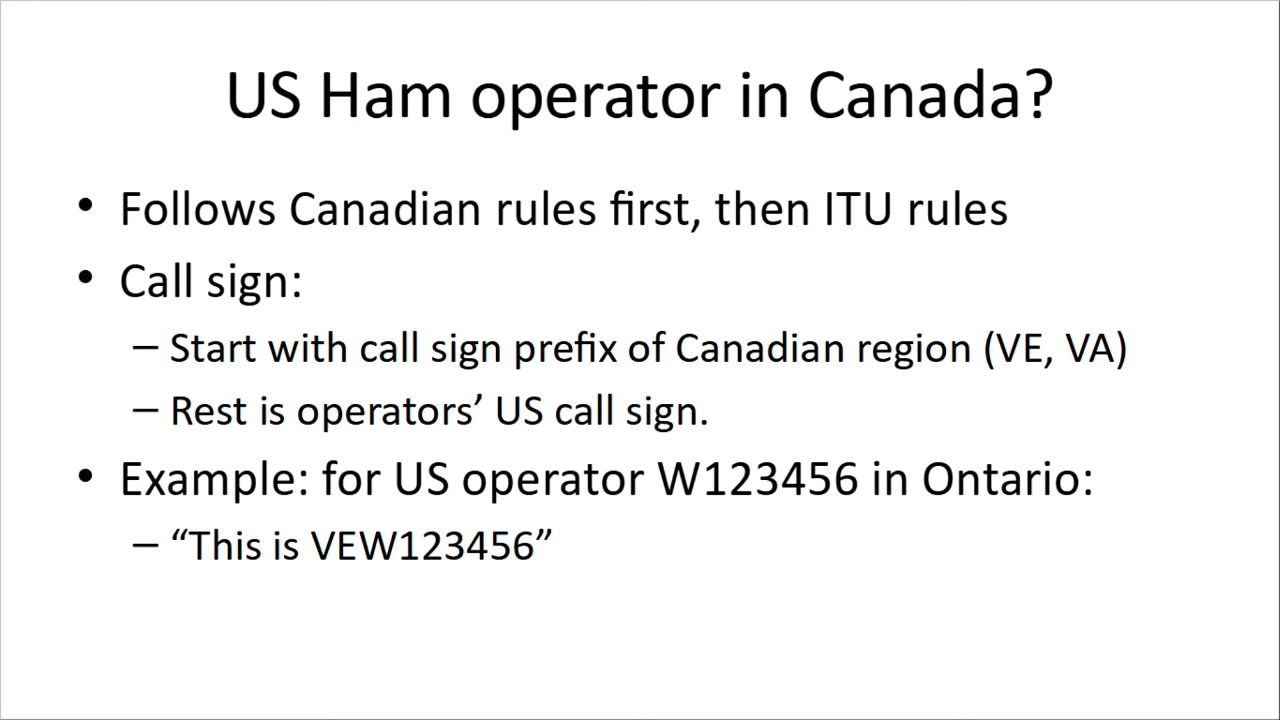 US Ham operator in Canada?
• Follows Canadian rules first, then ITU rules
• Call sign:
– Start with call sign prefix of Canadian region (VE, VA)
– Rest is operators’ US call sign.
• Example: for US operator W123456 in Ontario:
– “This is VEW123456”